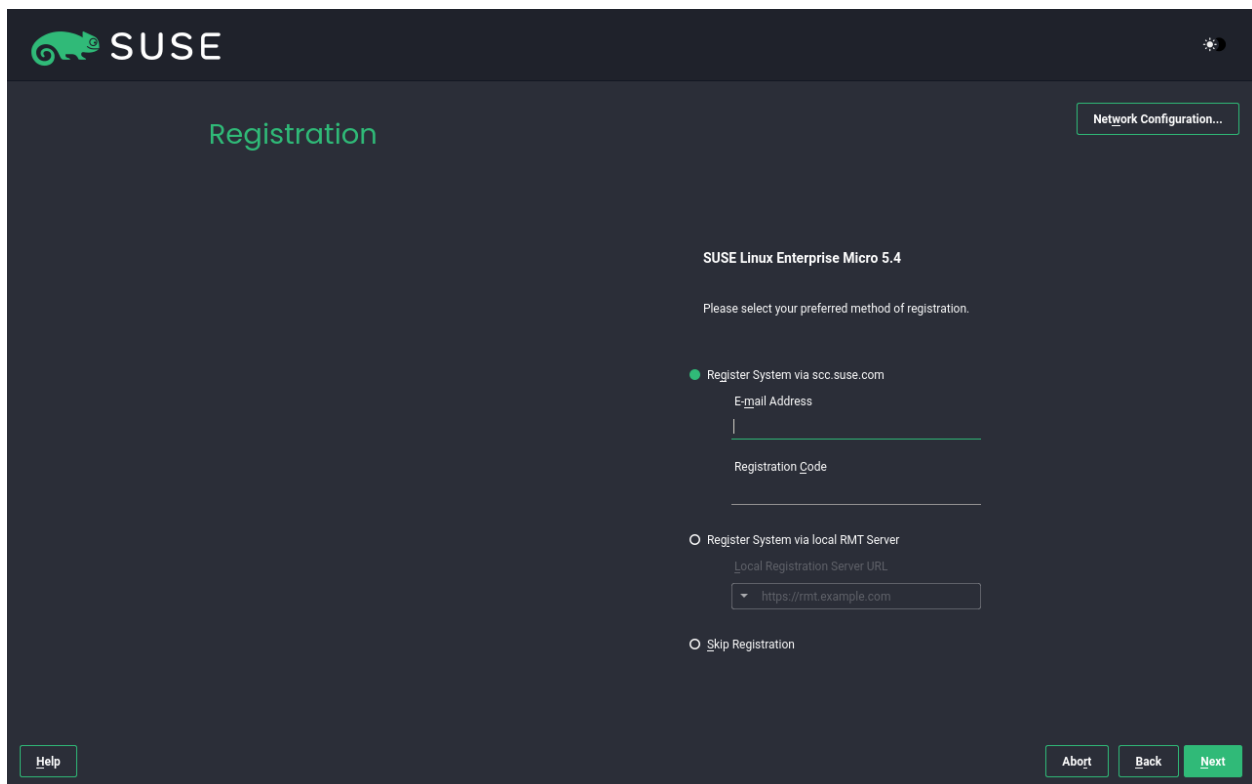 SUSE
Network Configuration...
Registration
SUSE Linux Enterprise Micro 5.4
Please select your preferred method of registration.
Register System via scc.suse.com
E-mail Address
Registration Code
Register System via local RMT Server
Local Registration Server URL
https://rmt.example.com
Skip Registration
Help
Abort
Back
Next